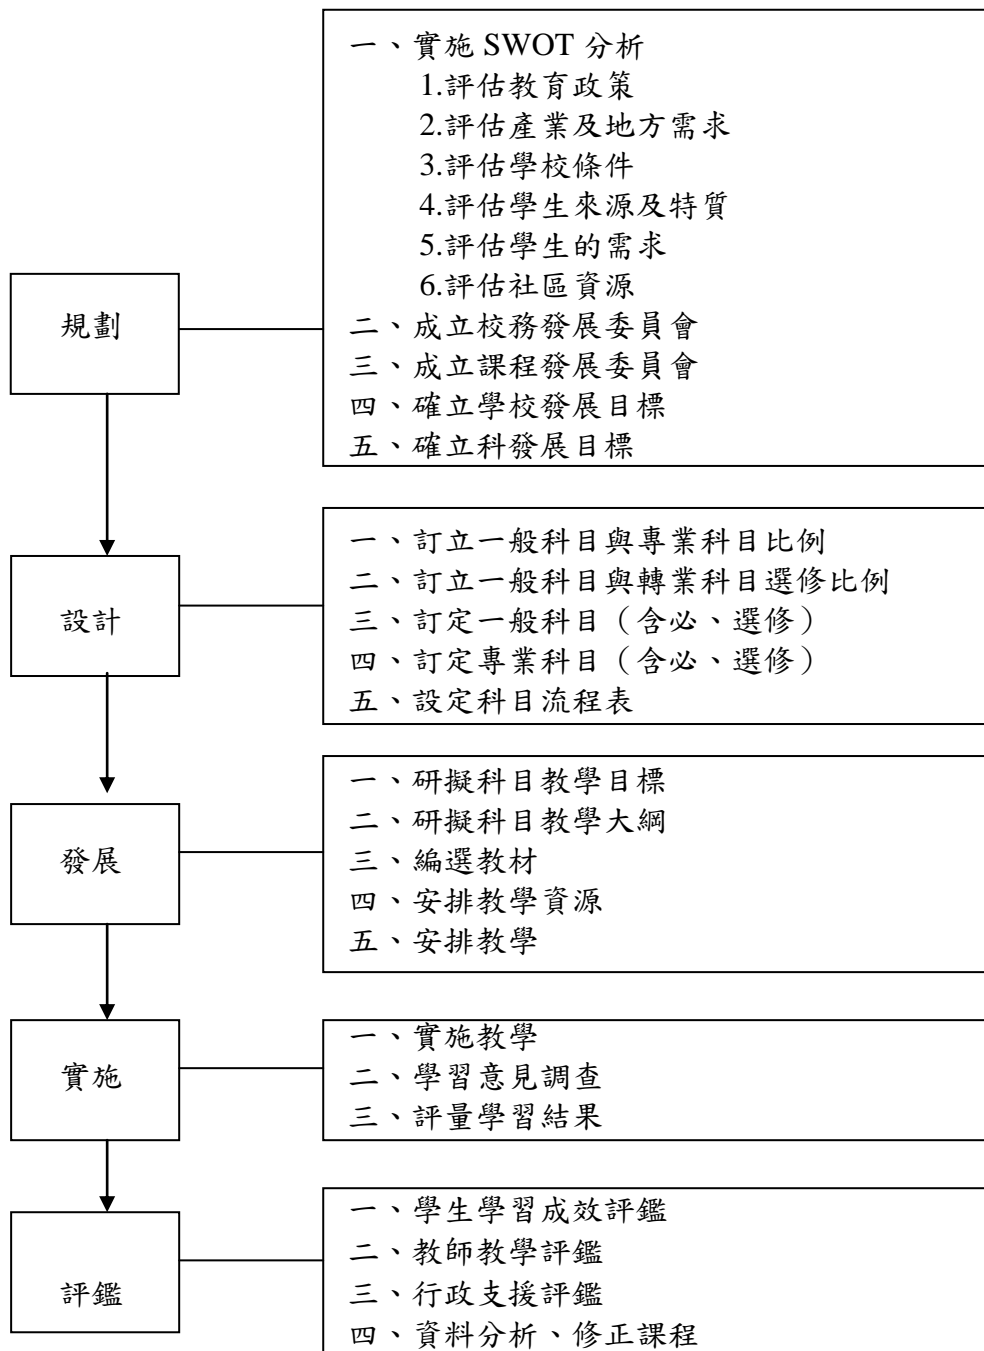 規劃
一、實施 SWOT 分析
1.評估教育政策
2.評估產業及地方需求
3.評估學校條件
4.評估學生來源及特質
5.評估學生的需求
6.評估社區資源
二、成立校務發展委員會
三、成立課程發展委員會
四、確立學校發展目標
五、確立科發展目標
設計
一、訂立一般科目與專業科目比例
二、訂立一般科目與轉業科目選修比例
三、訂定一般科目（含必、選修）
四、訂定專業科目（含必、選修）
五、設定科目流程表
發展
一、研擬科目教學目標
二、研擬科目教學大綱
三、編選教材
四、安排教學資源
五、安排教學
實施
一、實施教學
二、學習意見調查
三、評量學習結果
評鑑
一、學生學習成效評鑑
二、教師教學評鑑
三、行政支援評鑑
四、資料分析、修正課程